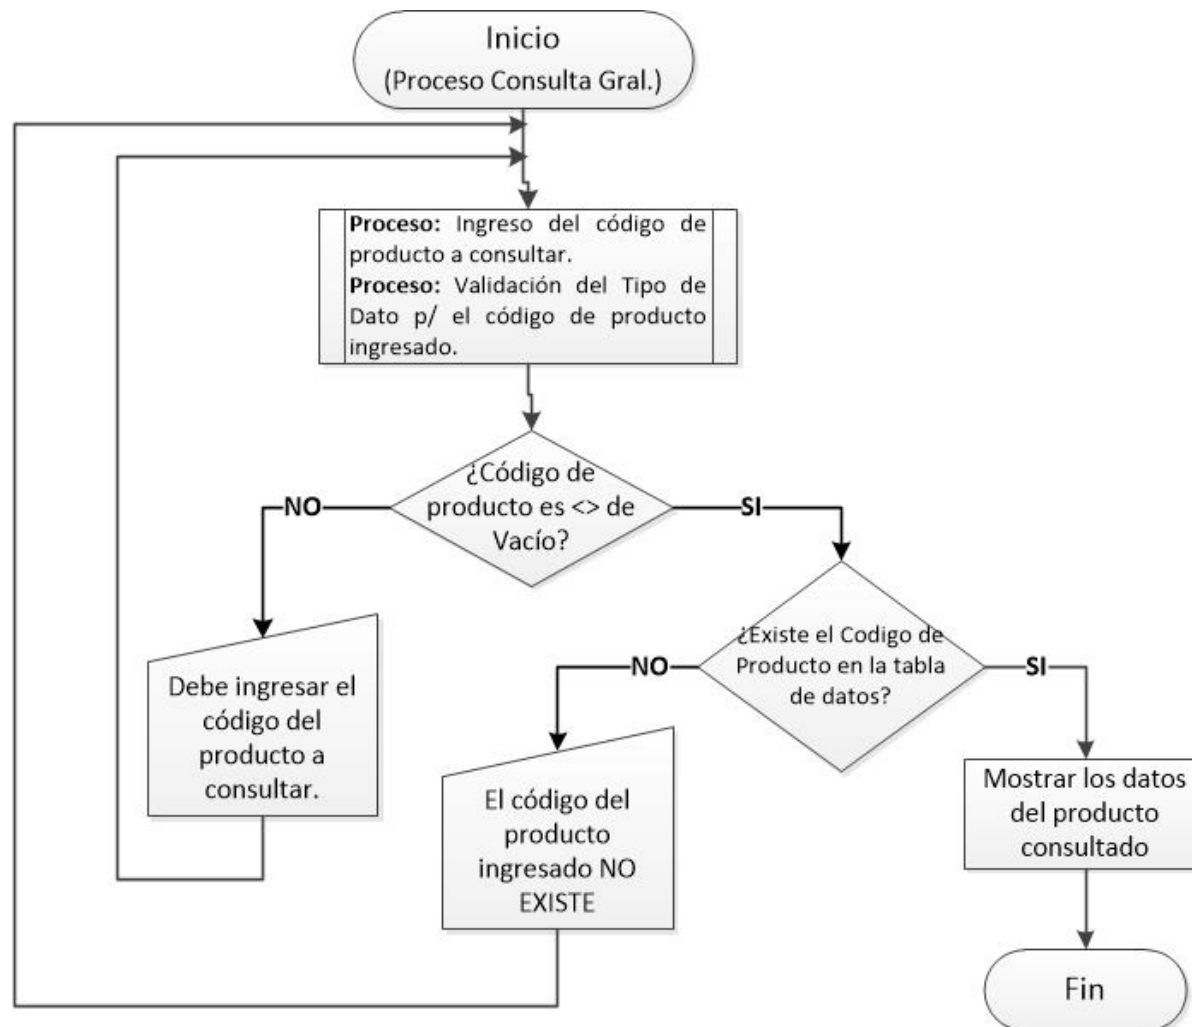 Inicio
(Proceso Consulta Gral.)
Proceso: Ingreso del código de
producto a consultar.
Proceso: Validación del Tipo de
Dato p/ el código de producto
ingresado.
¿Código de
producto es <> de
Vacío?
NO
SI
Debe ingresar el
código del
producto a
consultar.
¿Existe el Codigo de
Producto en la tabla
de datos?
NO
SI
El código del
producto
ingresado NO
EXISTE
Mostrar los datos
del producto
consultado
Fin